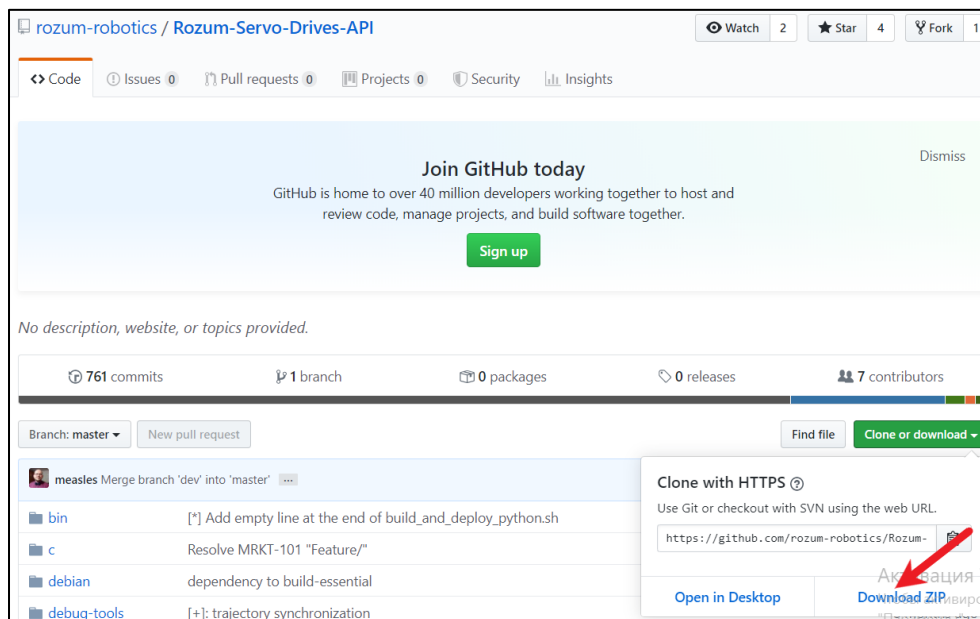 rozum-robotics / Rozum-Servo-Drives-API
Watch 2 Star 4 Fork 1
Code Issues 0 Pull requests 0 Projects 0 Security Insights
Dismiss
Join GitHub today
GitHub is home to over 40 million developers working together to host and
review code, manage projects, and build software together.
Sign up
No description, website, or topics provided.
761 commits 1 branch 0 packages 0 releases 7 contributors
Branch: master New pull request Find file Clone or download
measles Merge branch 'dev' into 'master' ...
bin [*] Add empty line at the end of build_and_deploy_python.sh
c Resolve MRKT-101 "Feature/"
debian dependency to build-essential
debug-tools [+]: trajectory synchronization
Clone with HTTPS ?
Use Git or checkout with SVN using the web URL.
https://github.com/rozum-robotics/Rozum-
Open in Desktop Download ZIP